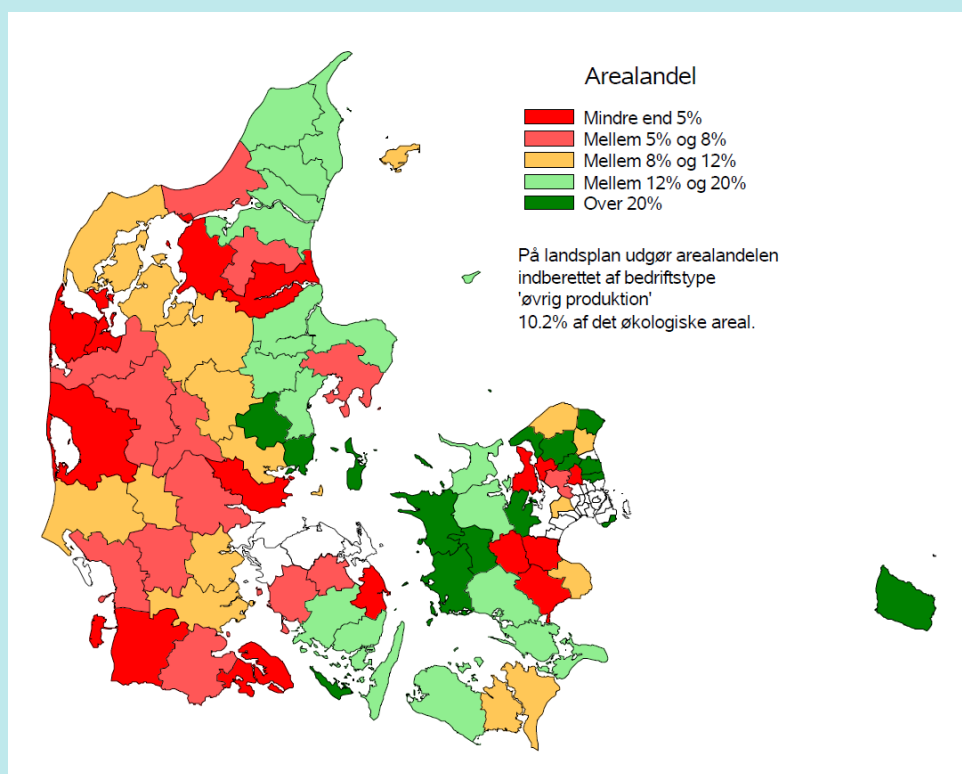 Arealandel
Mindre end 5%
Mellem 5% og 8%
Mellem 8% og 12%
Mellem 12% og 20%
Over 20%
På landsplan udgør arealandelen
indberettet af bedriftstype
'øvrig produktion'
10.2% af det økologiske areal.